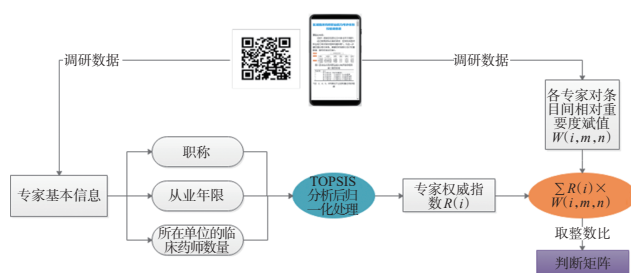 调研数据
调研数据
各专家对条
目间相对重
要度赋值
W(i,m,n)
职称
专家基本信息
从业年限
所在单位的临
床药师数量
TOPSIS
分析后归
一化处理
专家权威指
数R(i)
∑R(i)×
W(i,m,n)
取整数比
判断矩阵